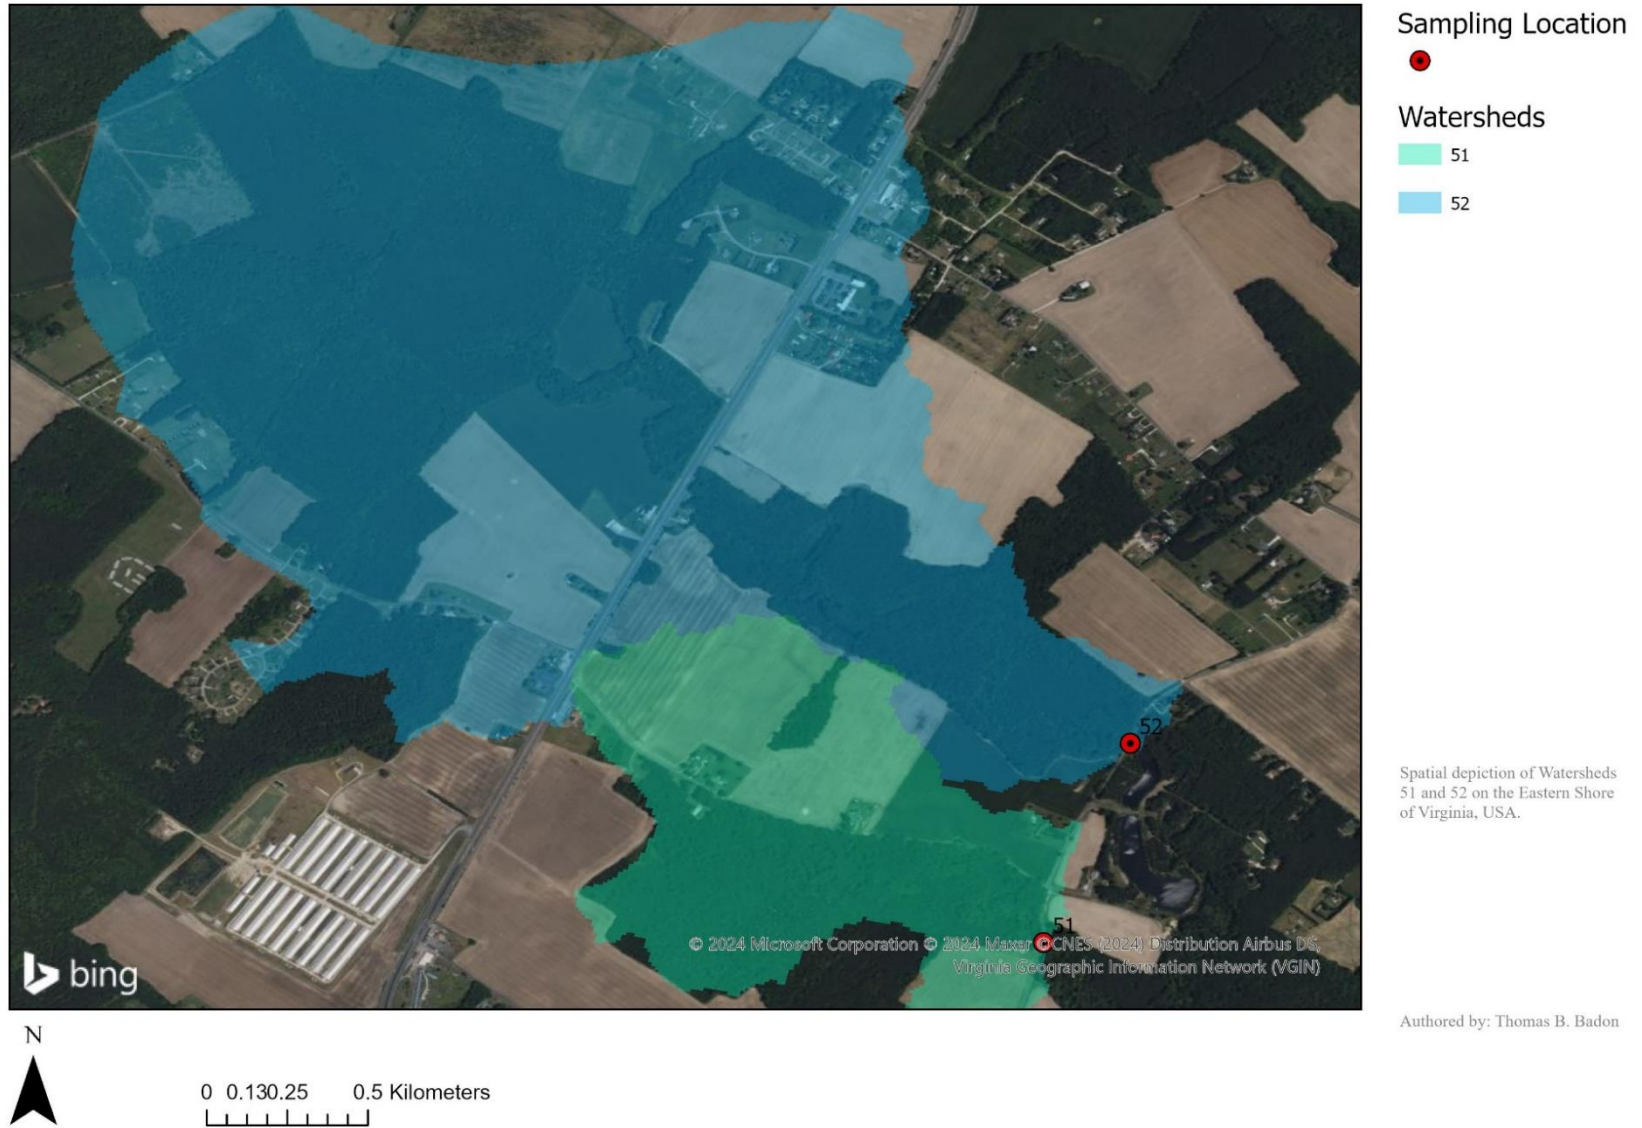 Sampling Location
Watersheds
51
52
52
51
© 2024 Microsoft Corporation © 2024 Maxar ©CNES (2024) Distribution Airbus DS,
Virginia Geographic Information Network (VGIN)
bing
Spatial depiction of Watersheds
51 and 52 on the Eastern Shore
of Virginia, USA.
Authored by: Thomas B. Badon
N
0 0.130.25 0.5 Kilometers